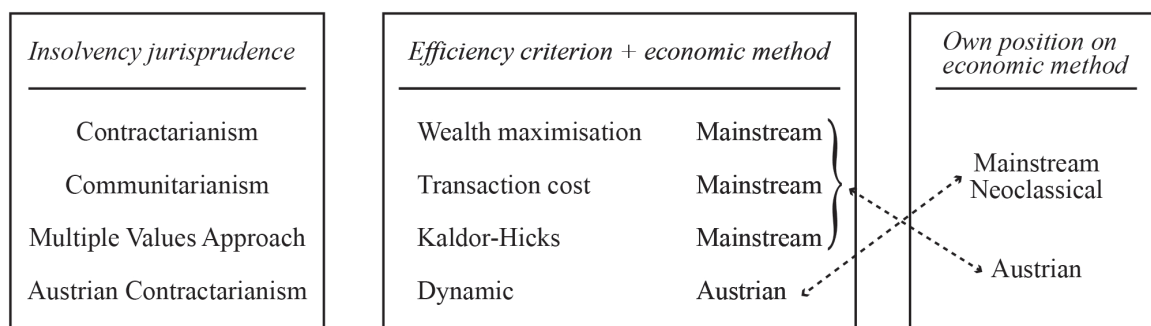 Insolvency jurisprudence
Contractarianism
Communitarianism
Multiple Values Approach
Austrian Contractarianism
Efficiency criterion + economic method
Wealth maximisation Mainstream
Transaction cost Mainstream
Kaldor-Hicks Mainstream
Dynamic Austrian
Own position on
economic method
Mainstream
Neoclassical
Austrian